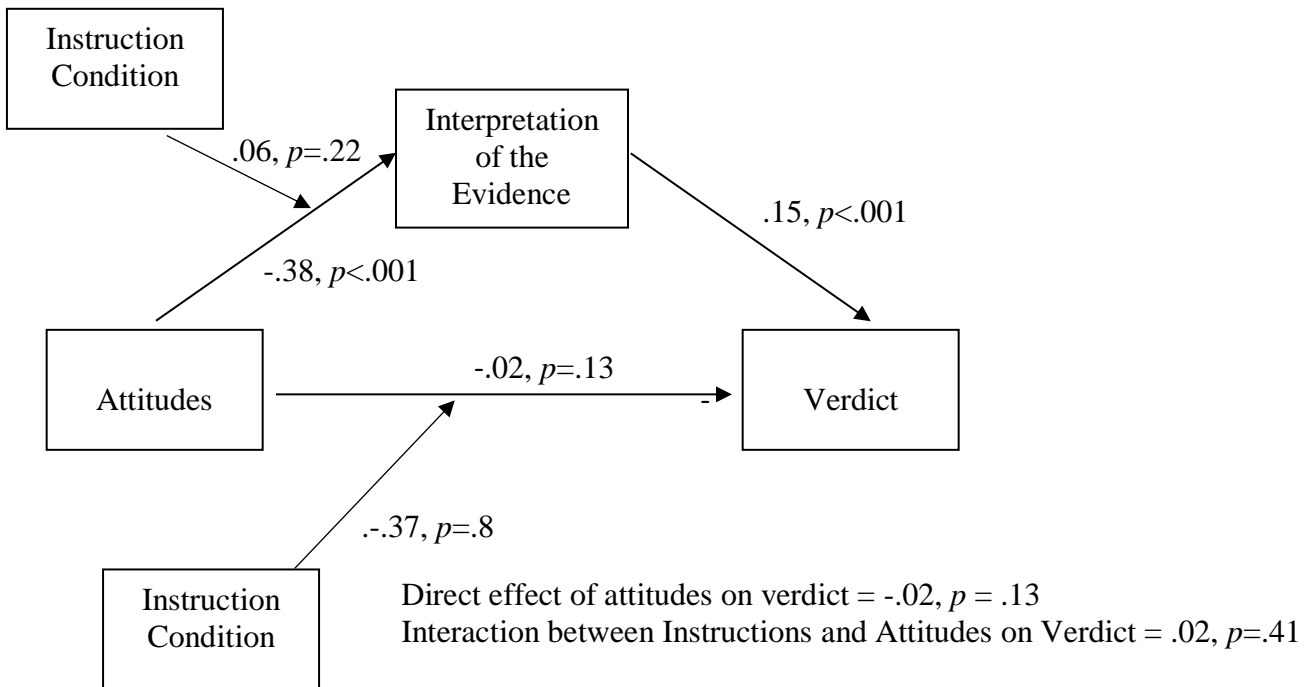 Instruction
Condition
.06, p=.22
Interpretation
of the
Evidence
.15, p<.001
-.38, p<.001
Attitudes
-.02, p=.13
-
Verdict
.-.37, p=.8
Instruction
Condition
Direct effect of attitudes on verdict = -.02, p = .13
Interaction between Instructions and Attitudes on Verdict = .02, p=.41